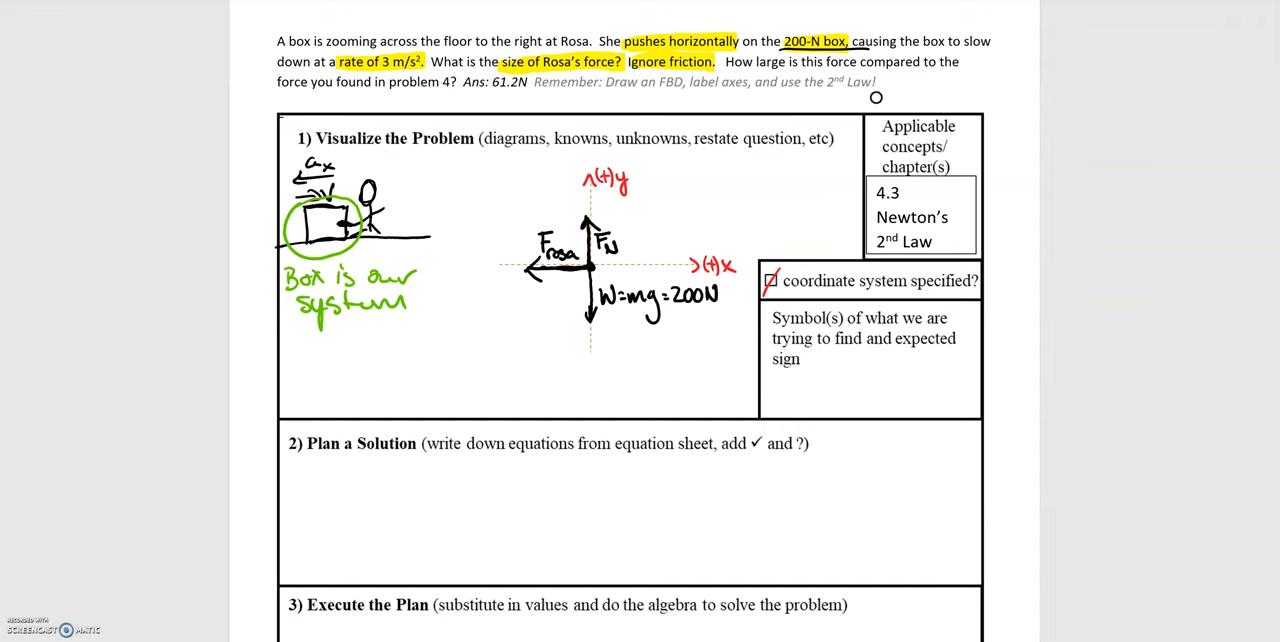 A box is zooming across the floor to the right at Rosa. She pushes horizontally on the 200-N box, causing the box to slow
down at a rate of 3 m/s². What is the size of Rosa's force? Ignore friction. How large is this force compared to the
force you found in problem 4? Ans: 61.2N Remember: Draw an FBD, label axes, and use the 2nd Law!
1) Visualize the Problem (diagrams, knowns, unknowns, restate question, etc)
ax
v
Box is our
system
(+)y
Frosa
FN
(+)x
W=mg=200N
Applicable
concepts/
chapter(s)
4.3
Newton's
2nd Law
coordinate system specified?
Symbol(s) of what we are
trying to find and expected
sign
2) Plan a Solution (write down equations from equation sheet, add ✓ and ?)
3) Execute the Plan (substitute in values and do the algebra to solve the problem)
RECORDED WITH
SCREENCAST MATIC